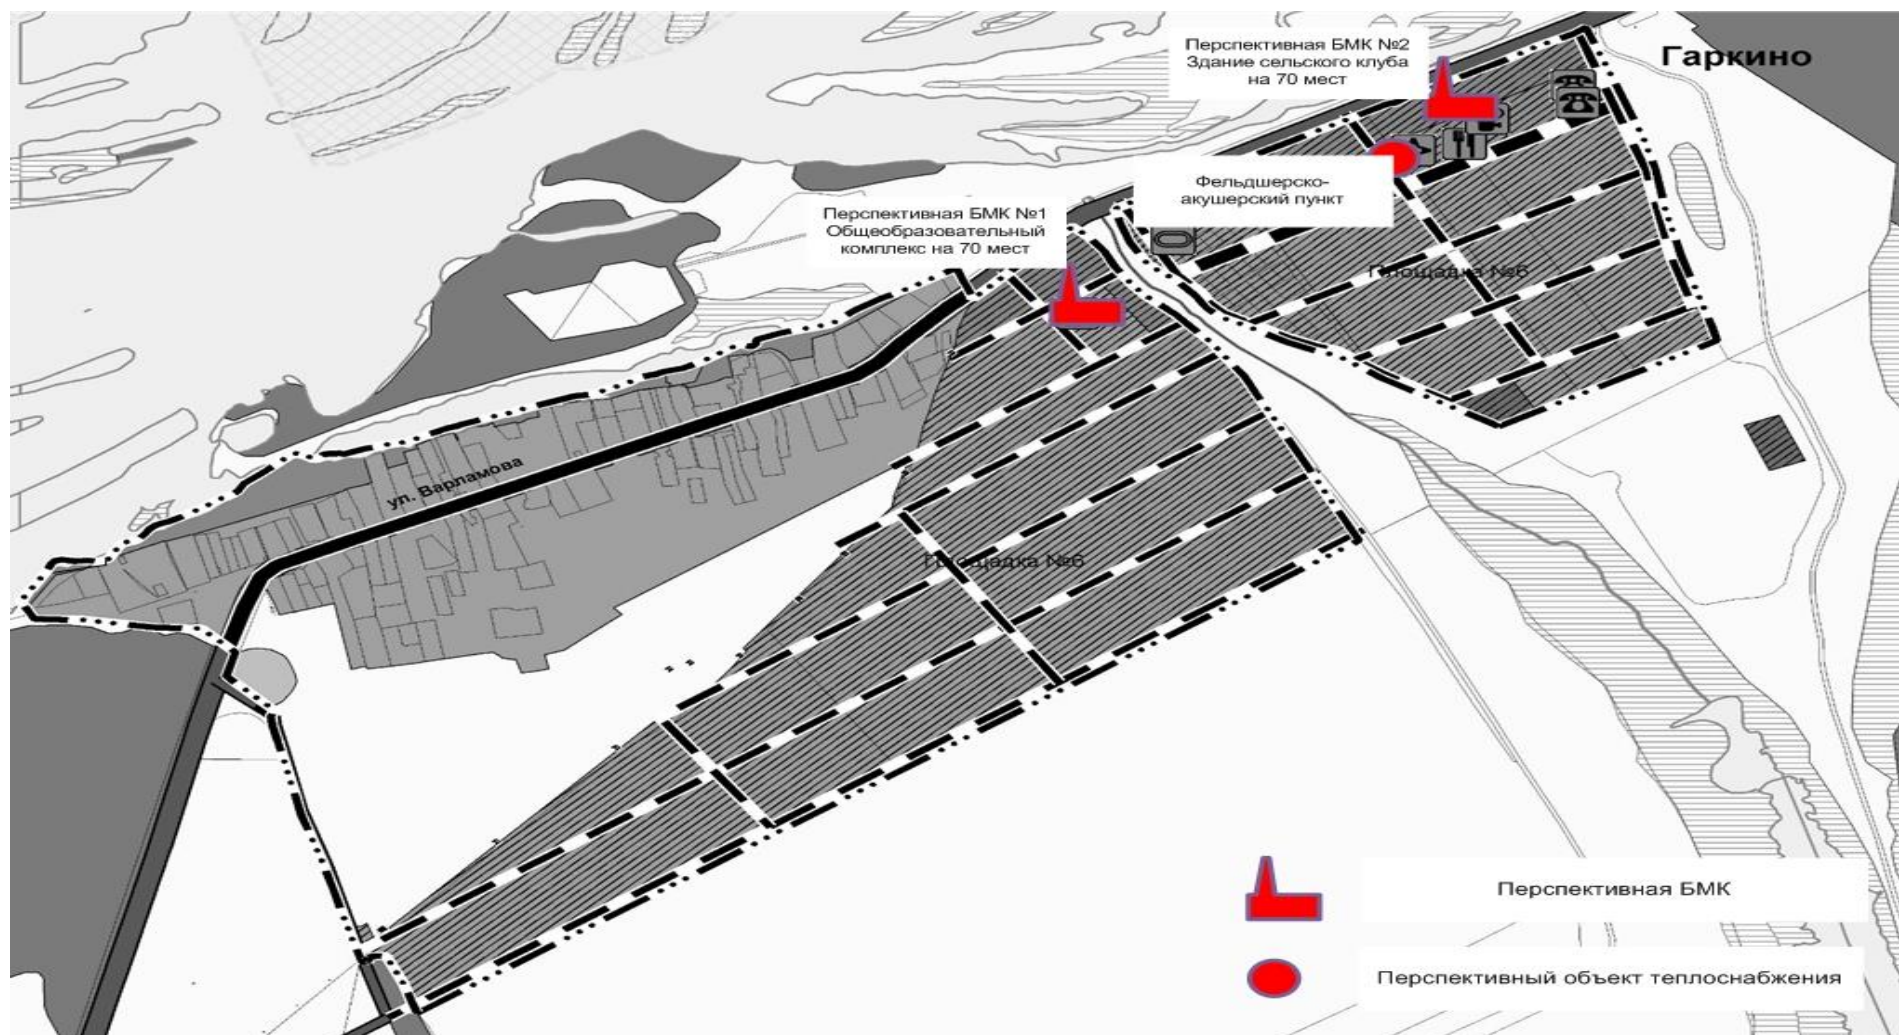 Перспективная БМК №2
Здание сельского клуба
на 70 мест
Гаркино
Фельдшерско-
акушерский пункт
Перспективная БМК №1
Общеобразовательный
комплекс на 70 мест
Площадка №6
ул. Варламова
Площадка №6
Перспективная БМК
Перспективный объект теплоснабжения